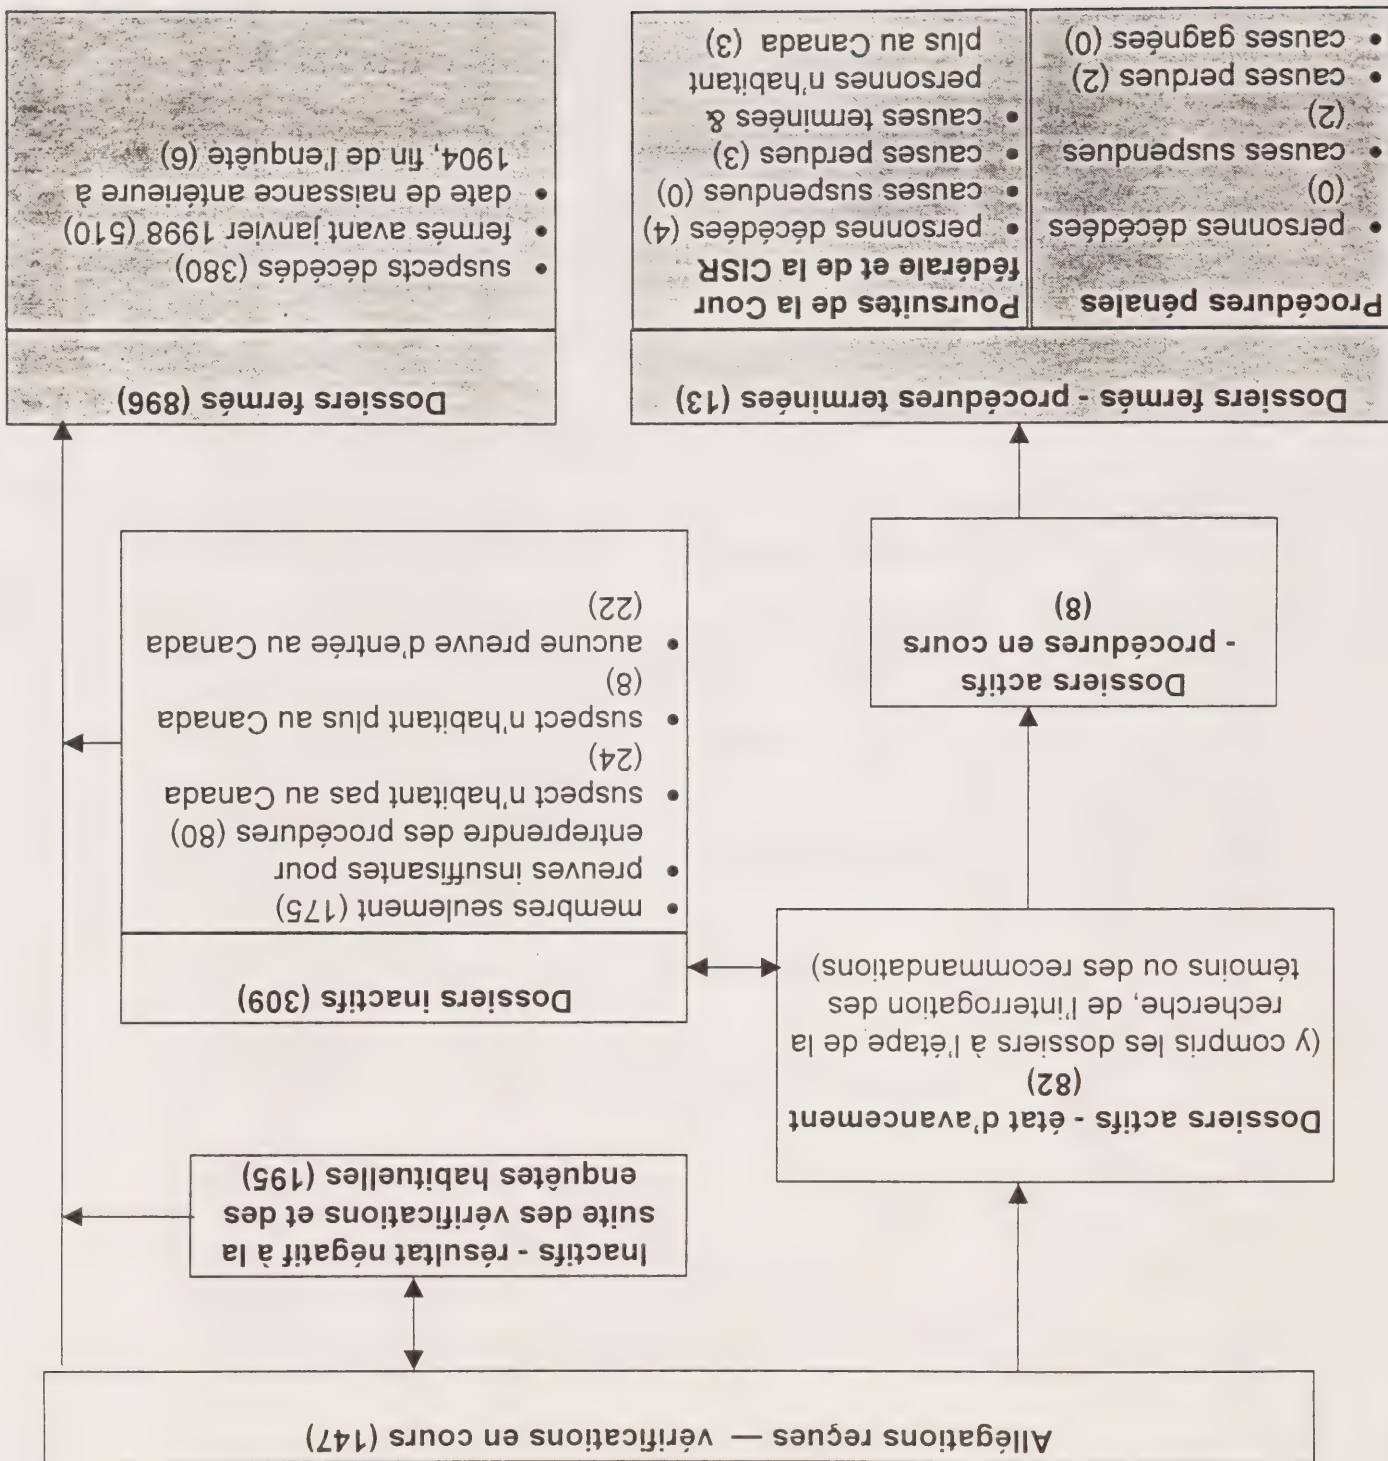 Allégations reçues — vérifications en cours (147)
Inactifs - résultat négatif à la
suite des vérifications et des
enquêtes habituelles (195)
Dossiers actifs - état d'avancement
(82)
(y compris les dossiers à l'étape de la
recherche, de l'interrogation des
témoins ou des recommandations)
Dossiers inactifs (309)
• membres seulement (175)
• preuves insuffisantes pour
entreprendre des procédures (80)
• suspect n'habitant pas au Canada
(24)
• suspect n'habitant plus au Canada
(8)
• aucune preuve d'entrée au Canada
(22)
Dossiers actifs
- procédures en cours
(8)
Dossiers fermés - procédures terminées (13)
Procédures pénales
• personnes décédées
(0)
• causes suspendues
(2)
• causes perdues (2)
• causes gagnées (0)
Poursuites de la Cour
fédérale et de la CISR
• personnes décédées (4)
• causes suspendues (0)
• causes perdues (3)
• causes terminées &
personnes n'habitant
plus au Canada (3)
Dossiers fermés (896)
• suspects décédés (380)
• fermés avant janvier 1998 (510)
• date de naissance antérieure à
1904, fin de l'enquête (6)